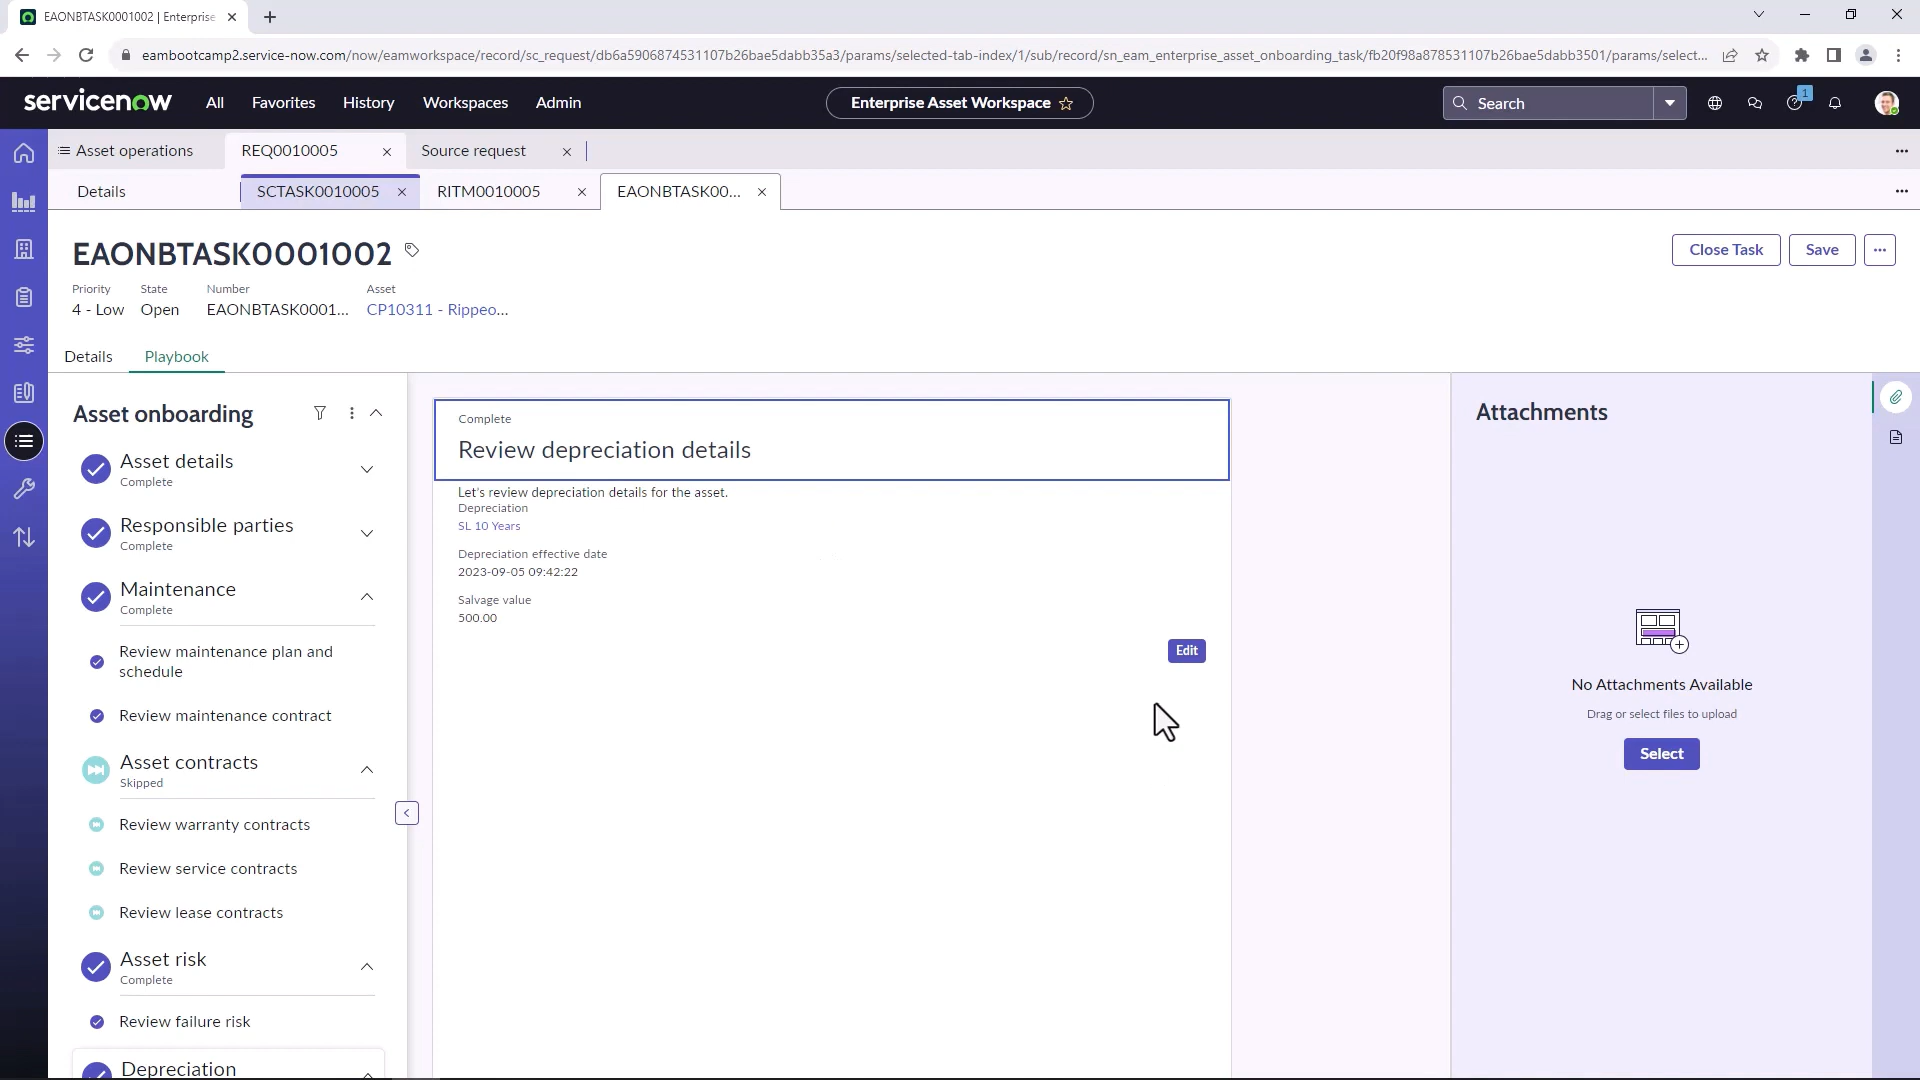 EAONBTASK0001002 | Enterprise
eambootcamp2.service-now.com/now/eamworkspace/record/sc_request/db6a5906874531107b26bae5dabb35a3/params/selected-tab-index/1/sub/record/sn_eam_enterprise_asset_onboarding_task/fb20f98a878531107b26bae5dabb3501/params/select...
servicenow All Favorites History Workspaces Admin Enterprise Asset Workspace Search 1
Asset operations REQ0010005 Source request
Details SCTASK0010005 RITM0010005 EAONBTASK00...
EAONBTASK0001002 Close Task Save
Priority State Number Asset
4 - Low Open EAONBTASK0001... CP10311 - Rippeo...
Details Playbook
Asset onboarding
Asset details
Complete
Responsible parties
Complete
Maintenance
Complete
Review maintenance plan and
schedule
Review maintenance contract
Asset contracts
Skipped
Review warranty contracts
Review service contracts
Review lease contracts
Asset risk
Complete
Review failure risk
Depreciation
Complete
Review depreciation details
Let's review depreciation details for the asset.
Depreciation
SL 10 Years
Depreciation effective date
2023-09-05 09:42:22
Salvage value
500.00
Edit
Attachments
No Attachments Available
Drag or select files to upload
Select